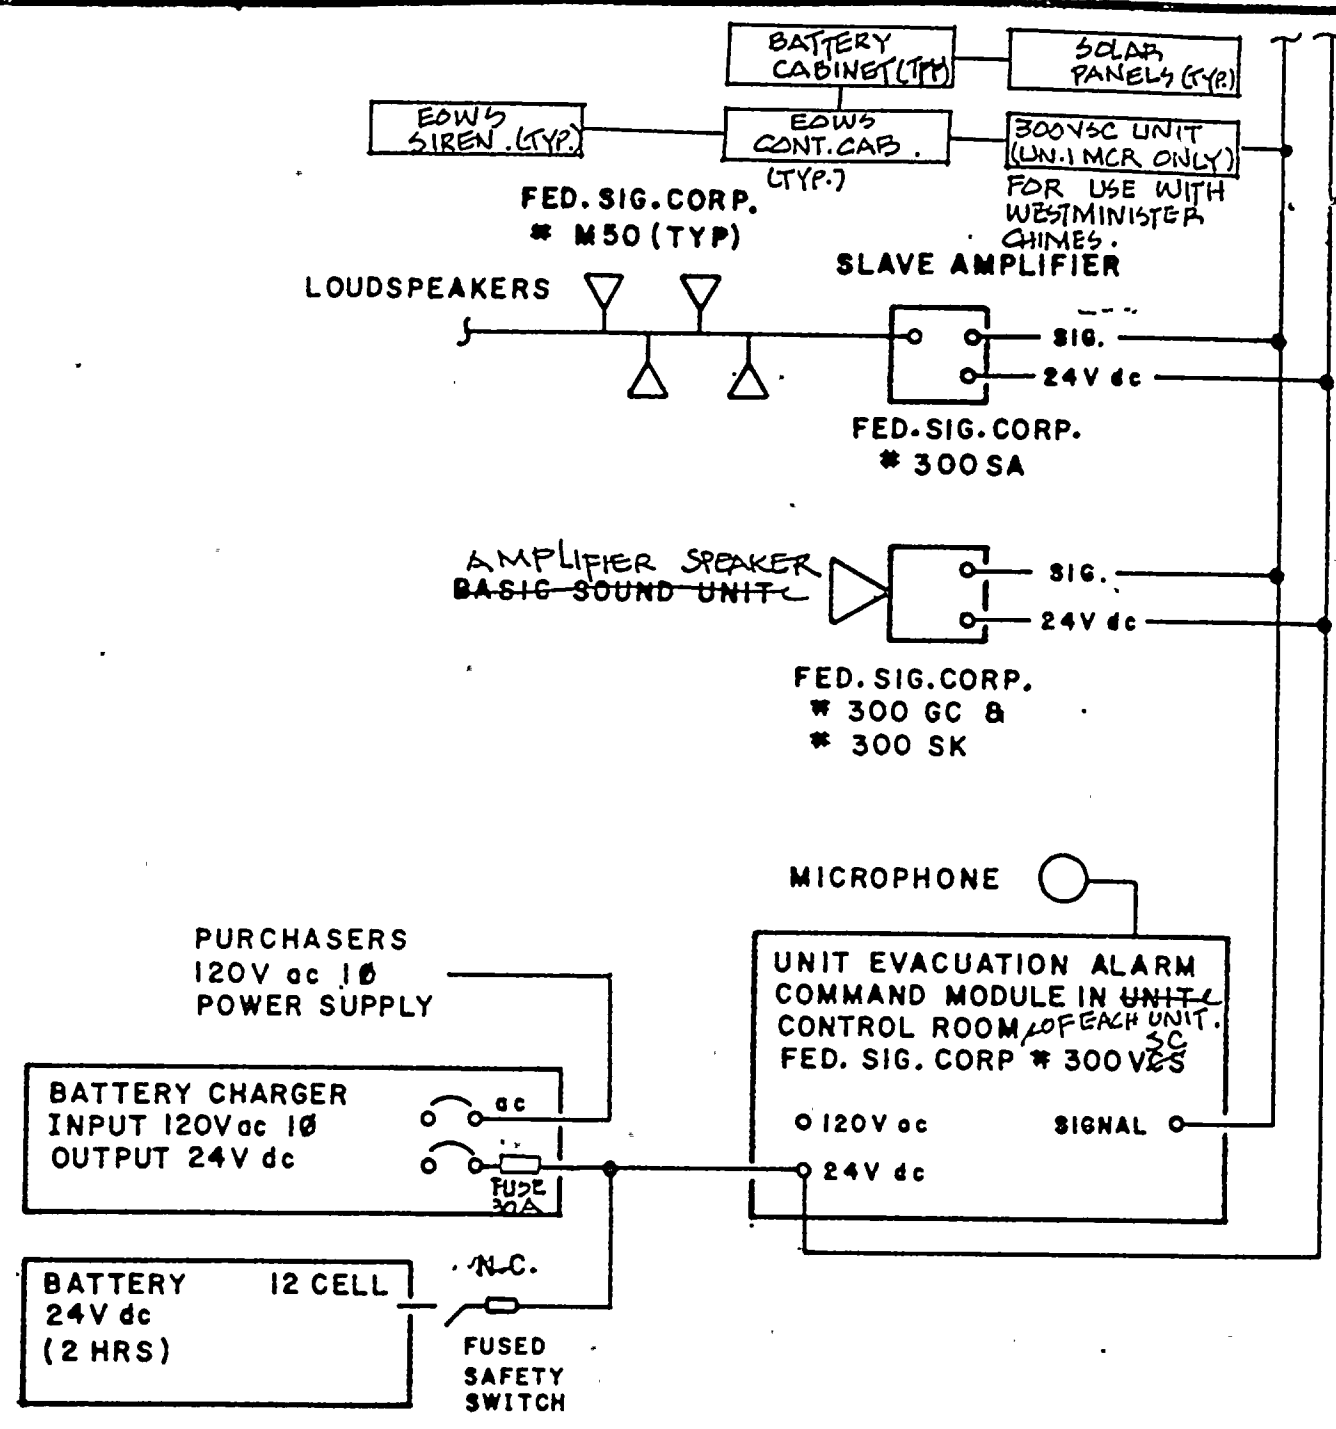 BATTERY
CABINET (TYP)
SOLAR
PANELS (TYP.)
EOWS
SIREN. (TYP.)
EOWS
CONT. CAB.
(TYP.)
300VSC UNIT
(UN.1 MCR ONLY)
FOR USE WITH
WESTMINISTER
CHIMES.
FED. SIG. CORP.
* M50 (TYP)
SLAVE AMPLIFIER
LOUDSPEAKERS
SIG.
24V dc
FED. SIG. CORP.
* 300 SA
AMPLIFIER SPEAKER
BASIC SOUND UNIT
SIG.
24V dc
FED. SIG. CORP.
* 300 GC &
* 300 SK
MICROPHONE
PURCHASERS
120V ac 1Ø
POWER SUPPLY
UNIT EVACUATION ALARM
COMMAND MODULE IN UNIT
CONTROL ROOM OF EACH UNIT.
SC
FED. SIG. CORP * 300 VCS
BATTERY CHARGER
INPUT 120V ac 1Ø
OUTPUT 24V dc
ac
FUSE
30A
120V ac
SIGNAL
24V dc
BATTERY 12 CELL
24V dc
(2 HRS)
N.C.
FUSED
SAFETY
SWITCH